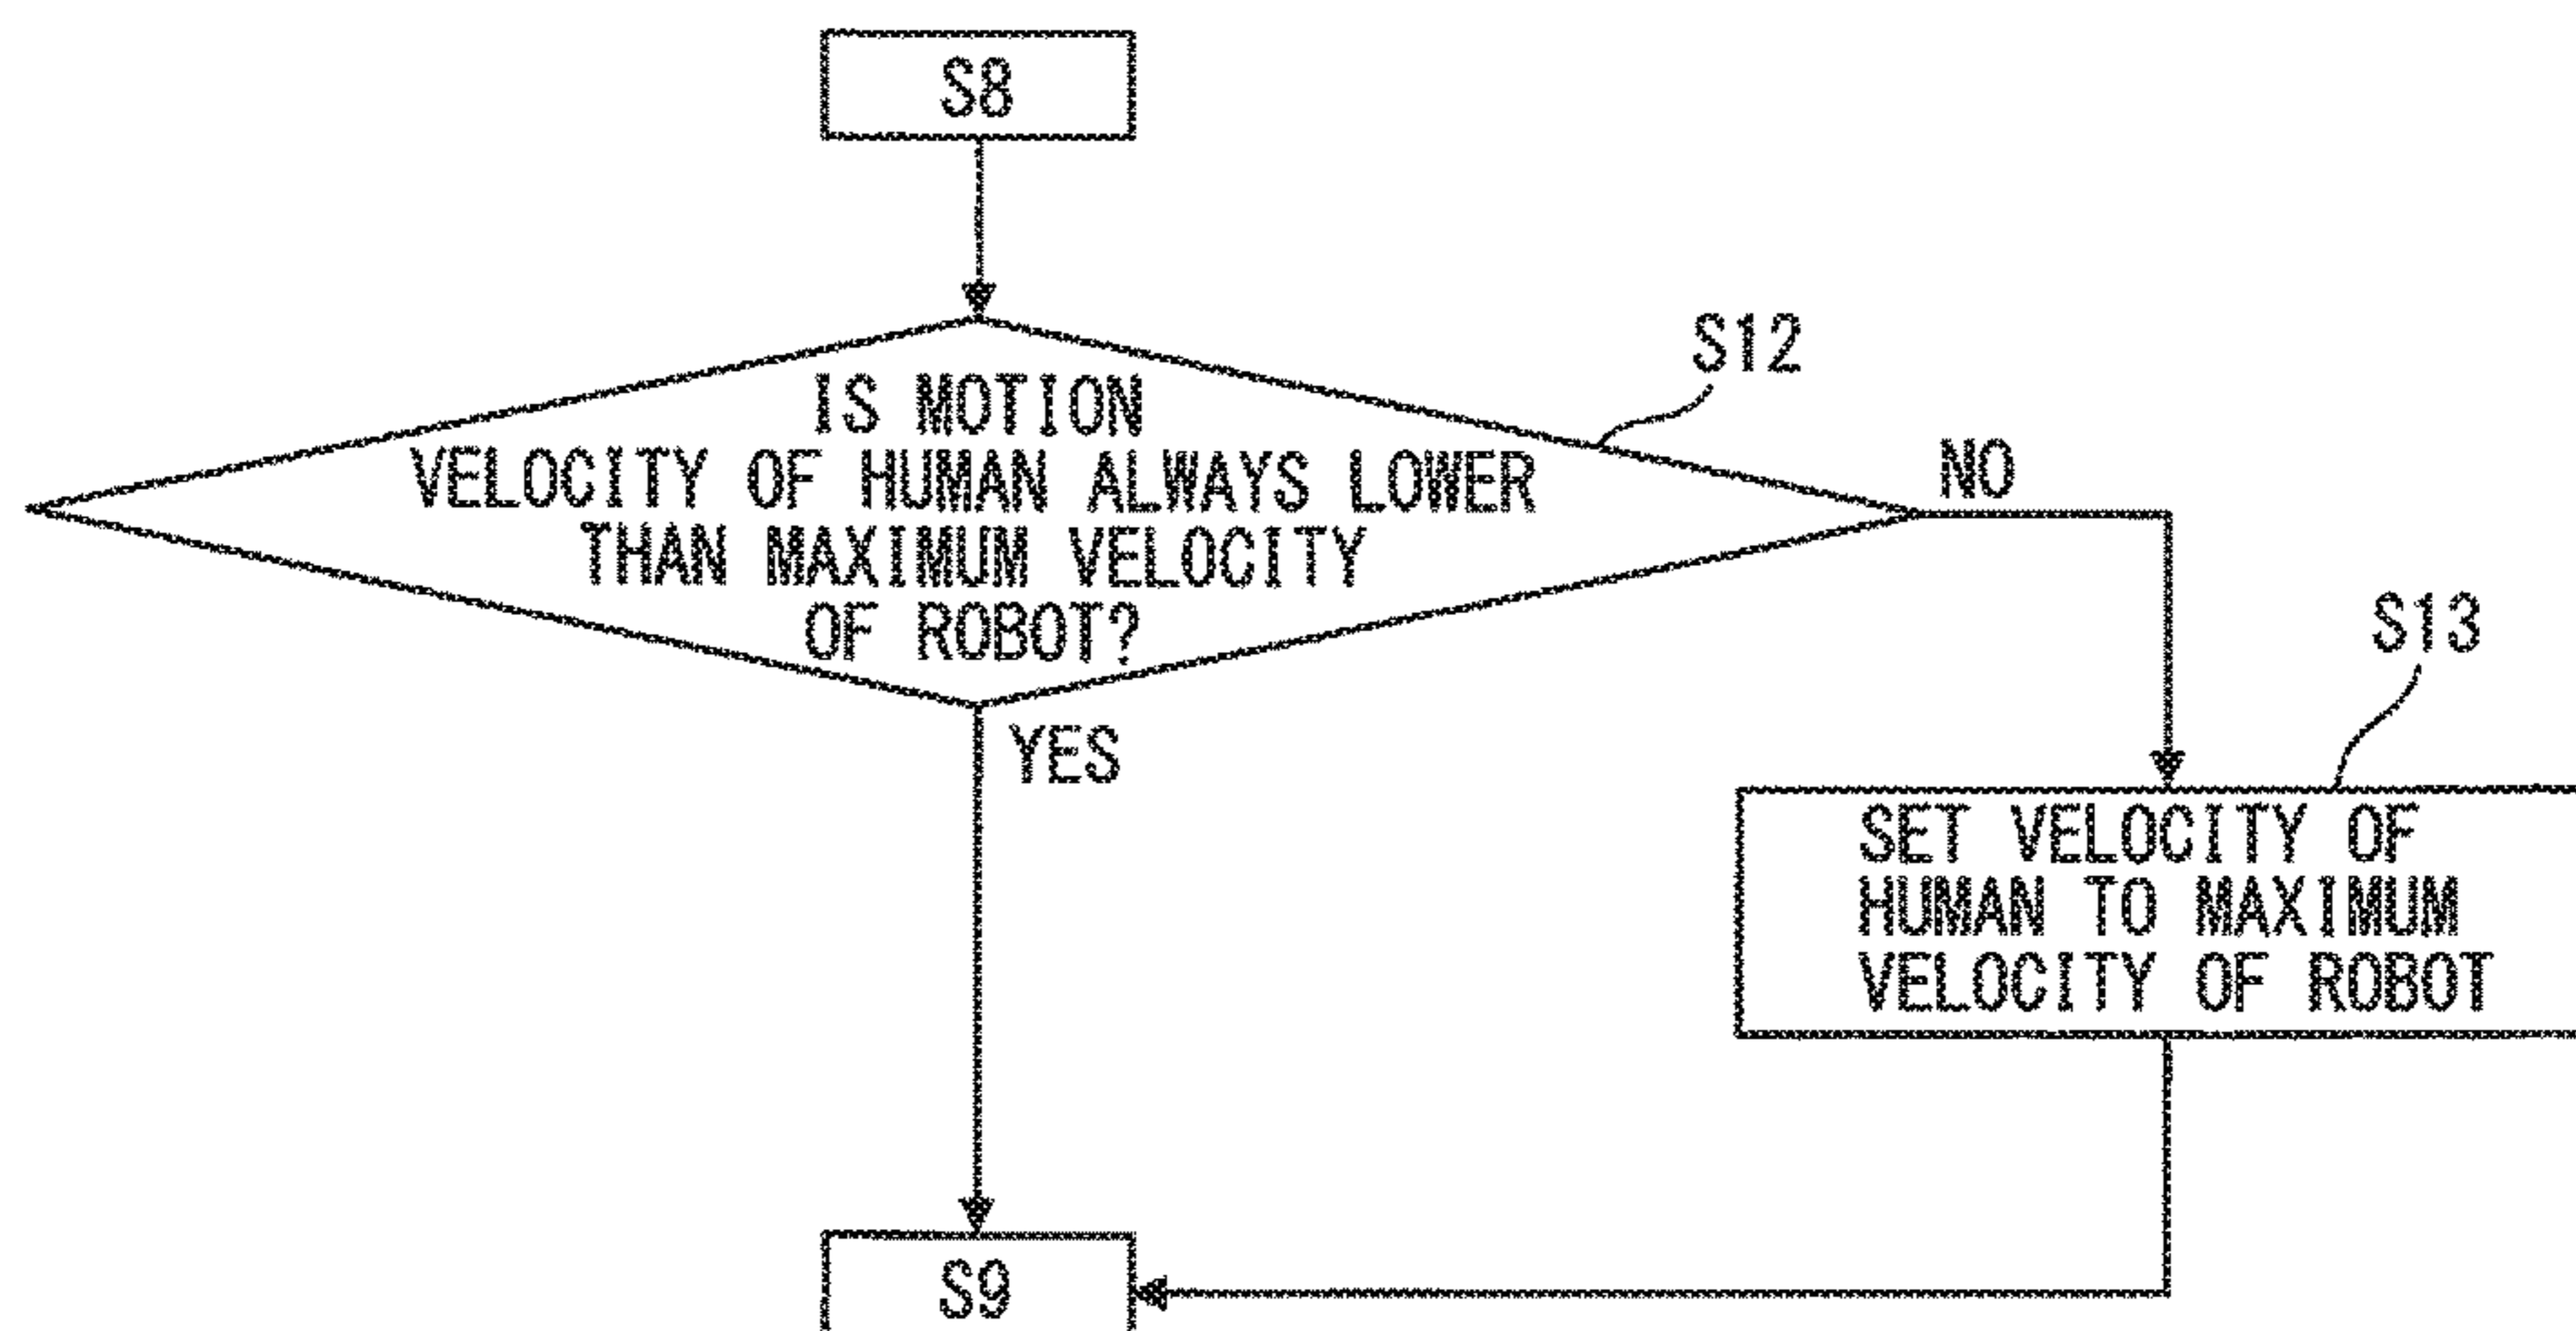 S8
S12
IS MOTION
VELOCITY OF HUMAN ALWAYS LOWER
THAN MAXIMUM VELOCITY
OF ROBOT?
NO
YES
S13
SET VELOCITY OF
HUMAN TO MAXIMUM
VELOCITY OF ROBOT
S9